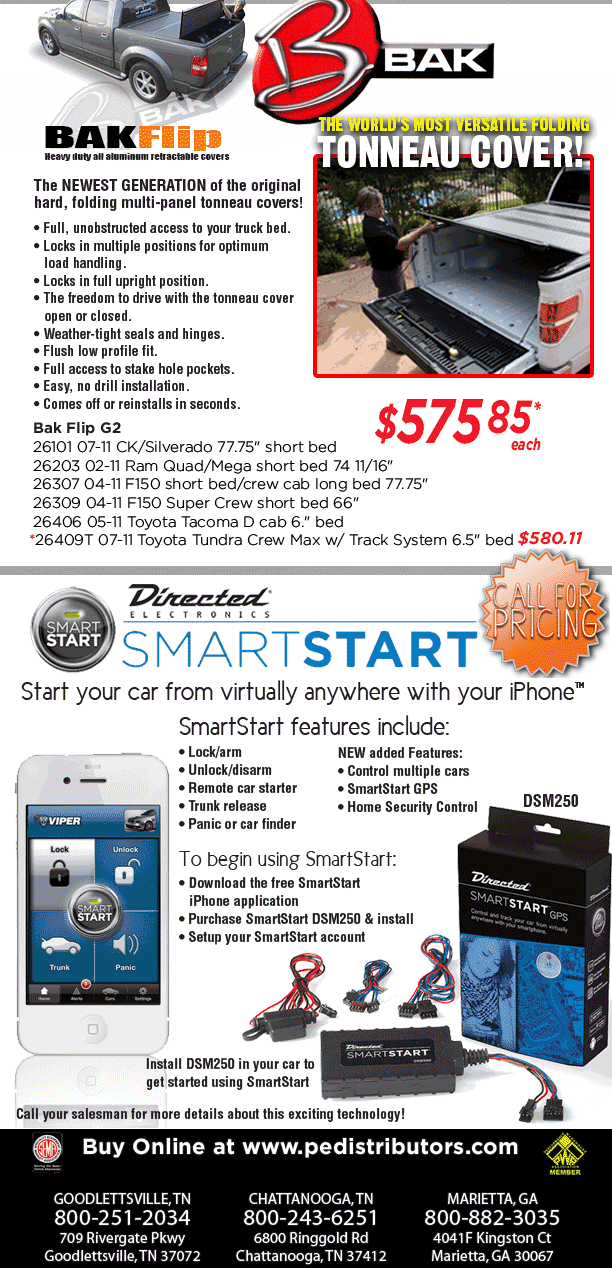 BAK
BAK
BAKFlip
Heavy duty all aluminum retractable covers
THE WORLD'S MOST VERSATILE FOLDING
TONNEAU COVER!
The NEWEST GENERATION of the original
hard, folding multi-panel tonneau covers!
• Full, unobstructed access to your truck bed.
• Locks in multiple positions for optimum
load handling.
• Locks in full upright position.
• The freedom to drive with the tonneau cover
open or closed.
• Weather-tight seals and hinges.
• Flush low profile fit.
• Full access to stake hole pockets.
• Easy, no drill installation.
• Comes off or reinstalls in seconds.
$575 85*
each
Bak Flip G2
26101 07-11 CK/Silverado 77.75" short bed
26203 02-11 Ram Quad/Mega short bed 74 11/16"
26307 04-11 F150 short bed/crew cab long bed 77.75"
26309 04-11 F150 Super Crew short bed 66"
26406 05-11 Toyota Tacoma D cab 6." bed
*26409T 07-11 Toyota Tundra Crew Max w/ Track System 6.5" bed $580.11
SMART
START
Directed®
ELECTRONICS
SMARTSTART
CALL FOR
PRICING
Start your car from virtually anywhere with your iPhone™
SmartStart features include:
• Lock/arm
• Unlock/disarm
• Remote car starter
• Trunk release
• Panic or car finder
NEW added Features:
• Control multiple cars
• SmartStart GPS
• Home Security Control
DSM250
VIPER
Lock
Unlock
SMART
START
Trunk
Panic
Home
Alerts
Cars
Settings
To begin using SmartStart:
• Download the free SmartStart
iPhone application
• Purchase SmartStart DSM250 & install
• Setup your SmartStart account
Directed
SMARTSTART GPS
Control and track your car from virtually
anywhere with your smartphone.
Directed
SMARTSTART
DSM250
Install DSM250 in your car to
get started using SmartStart
Call your salesman for more details about this exciting technology!
SEMA
Buy Online at www.pedistributors.com
MEMBER
GOODLETTSVILLE, TN
800-251-2034
709 Rivergate Pkwy
Goodlettsville, TN 37072
CHATTANOOGA, TN
800-243-6251
6800 Ringgold Rd
Chattanooga, TN 37412
MARIETTA, GA
800-882-3035
4041F Kingston Ct
Marietta, GA 30067